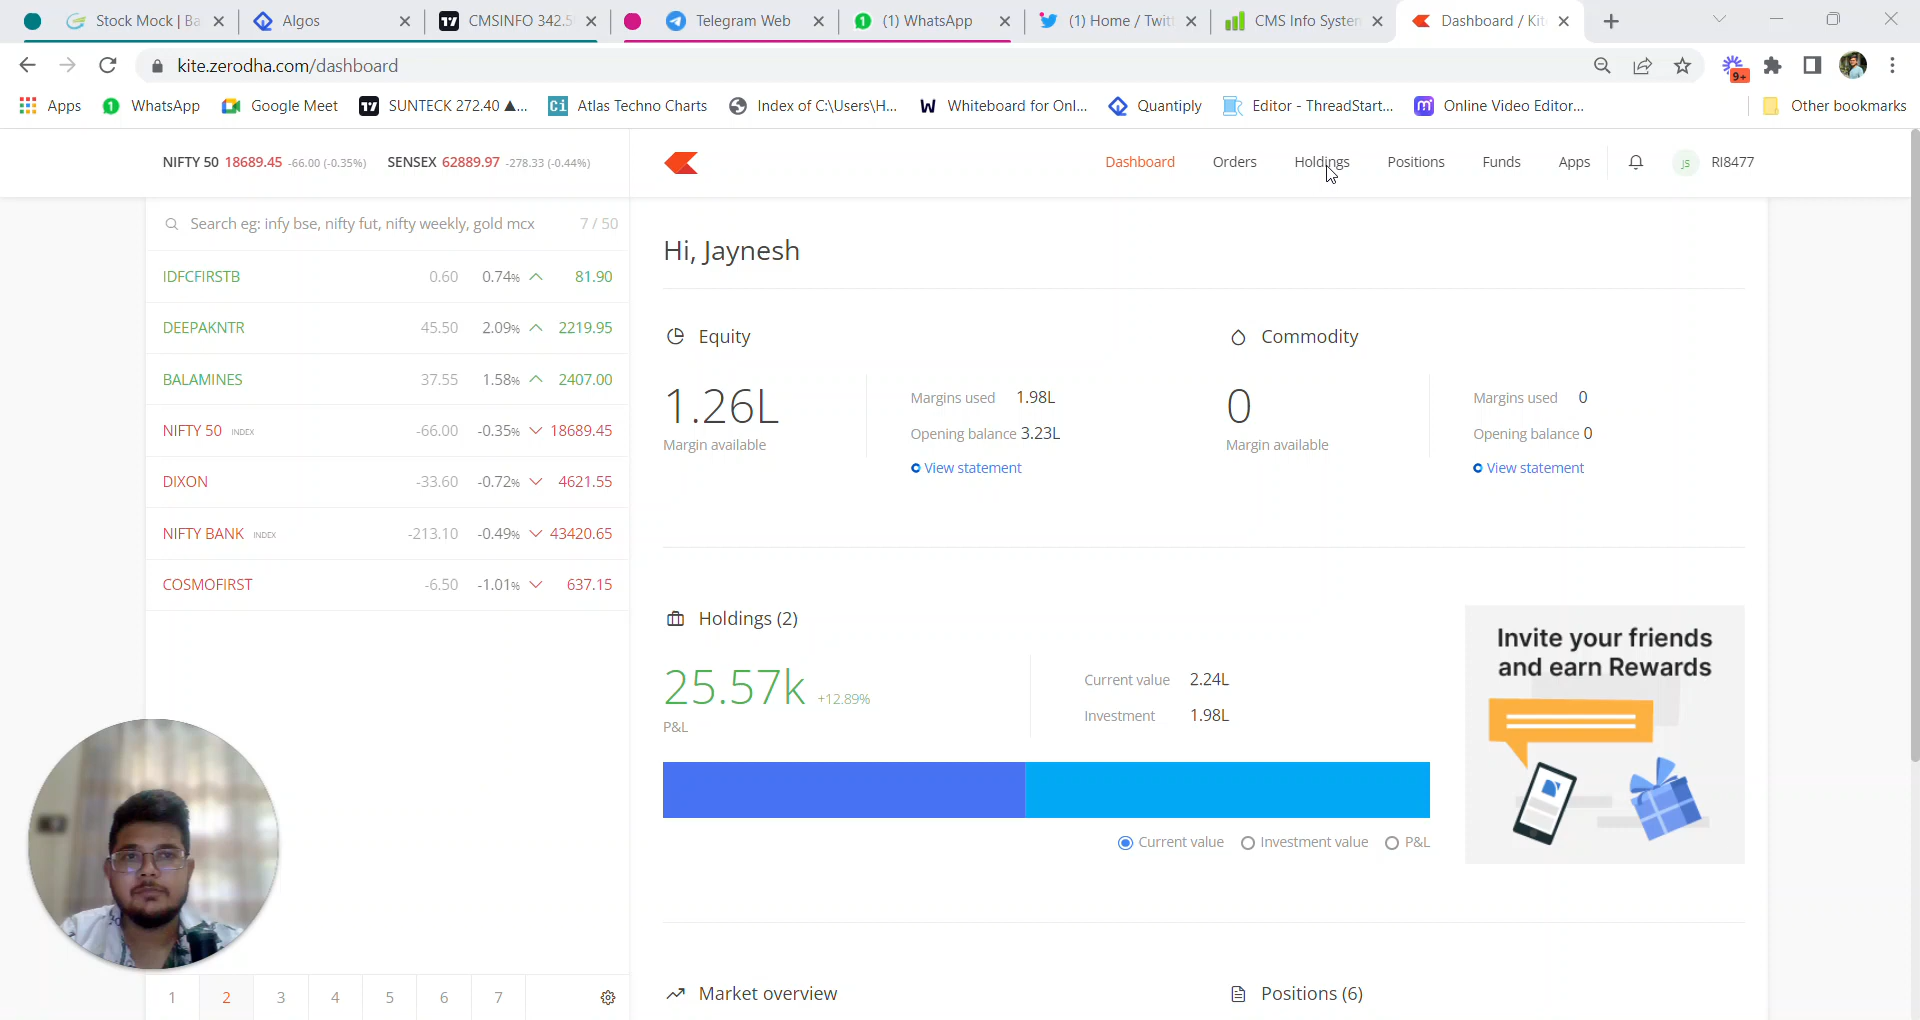 Stock Mock | Ba
Algos
CMSINFO 342.5
Telegram Web
(1) WhatsApp
(1) Home / Twitt
CMS Info System
Dashboard / Kit
kite.zerodha.com/dashboard
9+
Apps
WhatsApp
Google Meet
SUNTECK 272.40 ▲...
Atlas Techno Charts
Index of C:\Users\H...
Whiteboard for Onl...
Quantiply
Editor - ThreadStart...
Online Video Editor...
Other bookmarks
NIFTY 50 18689.45 -66.00 (-0.35%) SENSEX 62889.97 -278.33 (-0.44%)
Dashboard
Orders
Holdings
Positions
Funds
Apps
JS
RI8477
Search eg: infy bse, nifty fut, nifty weekly, gold mcx 7 / 50
IDFCFIRSTB 0.60 0.74% 81.90
DEEPAKNTR 45.50 2.09% 2219.95
BALAMINES 37.55 1.58% 2407.00
NIFTY 50 INDEX -66.00 -0.35% 18689.45
DIXON -33.60 -0.72% 4621.55
NIFTY BANK INDEX -213.10 -0.49% 43420.65
COSMOFIRST -6.50 -1.01% 637.15
1 2 3 4 5 6 7
Hi, Jaynesh
Equity
1.26L
Margin available
Margins used 1.98L
Opening balance 3.23L
View statement
Commodity
0
Margin available
Margins used 0
Opening balance 0
View statement
Holdings (2)
25.57k +12.89%
P&L
Current value 2.24L
Investment 1.98L
Current value Investment value P&L
Invite your friends
and earn Rewards
Market overview
Positions (6)